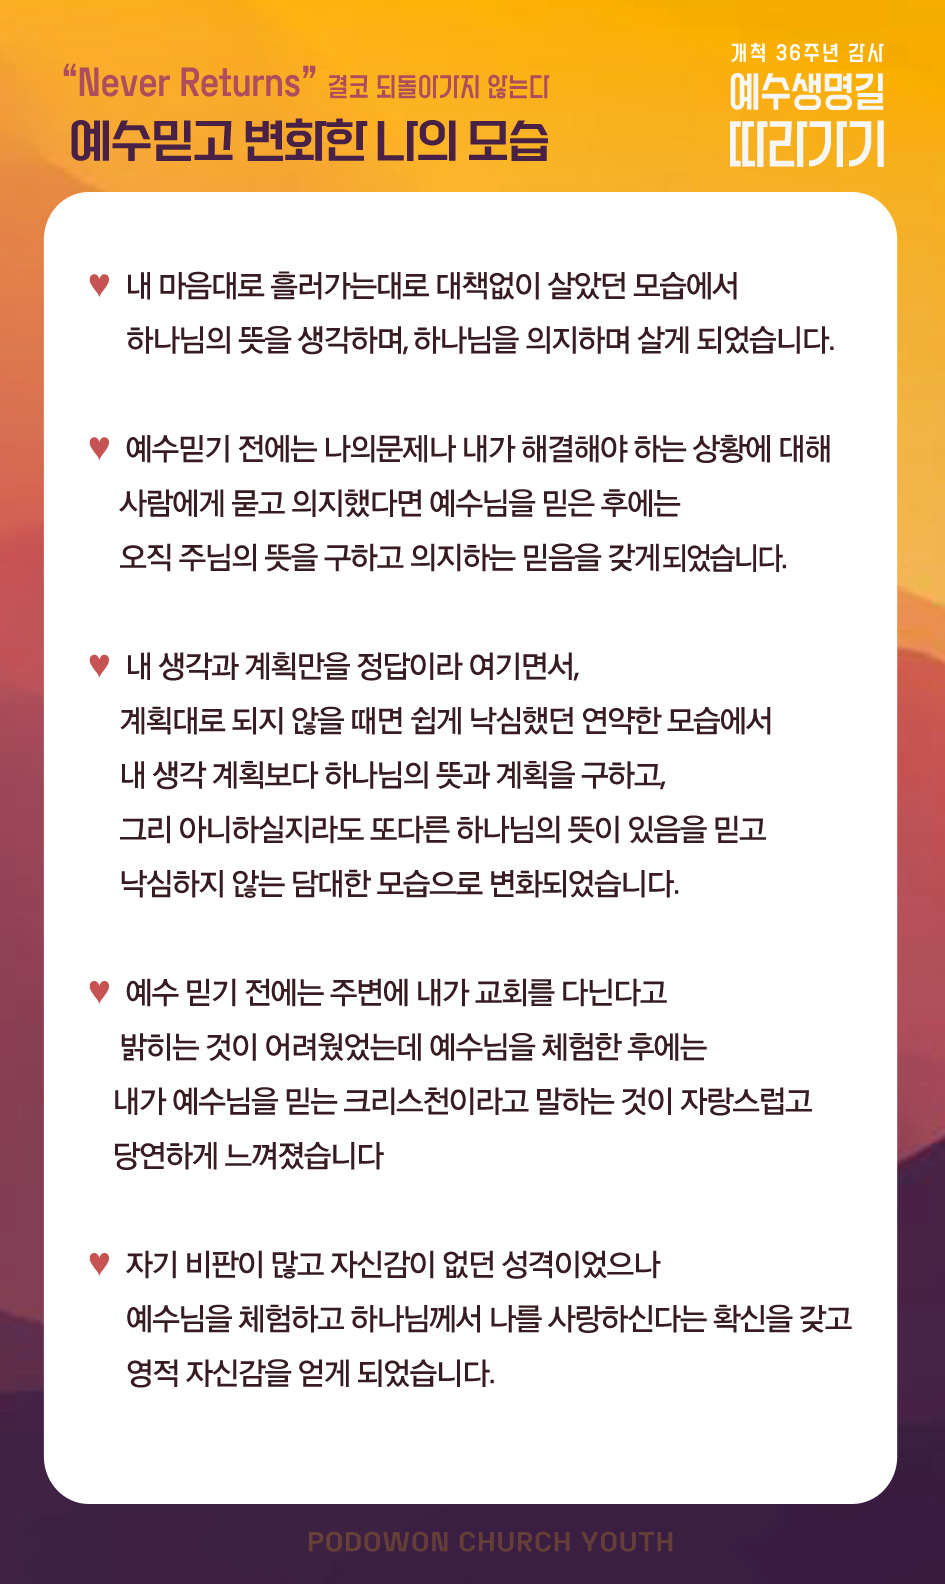 개척 36주년 감사
예수생명길
따라가기
“Never Returns” 결코 되돌이가지 않는다
예수믿고 변화한 나의 모습
♥ 내 마음대로 흘러가는대로 대책없이 살았던 모습에서
하나님의 뜻을 생각하며, 하나님을 의지하며 살게 되었습니다.
♥ 예수믿기 전에는 나의문제나 내가 해결해야 하는 상황에 대해
사람에게 묻고 의지했다면 예수님을 믿은 후에는
오직 주님의 뜻을 구하고 의지하는 믿음을 갖게되었습니다.
♥ 내 생각과 계획만을 정답이라 여기면서,
계획대로 되지 않을 때면 쉽게 낙심했던 연약한 모습에서
내 생각 계획보다 하나님의 뜻과 계획을 구하고,
그리 아니하실지라도 또다른 하나님의 뜻이 있음을 믿고
낙심하지 않는 담대한 모습으로 변화되었습니다.
♥ 예수 믿기 전에는 주변에 내가 교회를 다닌다고
밝히는 것이 어려웠었는데 예수님을 체험한 후에는
내가 예수님을 믿는 크리스천이라고 말하는 것이 자랑스럽고
당연하게 느껴졌습니다
♥ 자기 비판이 많고 자신감이 없던 성격이었으나
예수님을 체험하고 하나님께서 나를 사랑하신다는 확신을 갖고
영적 자신감을 얻게 되었습니다.
PODOWON CHURCH YOUTH